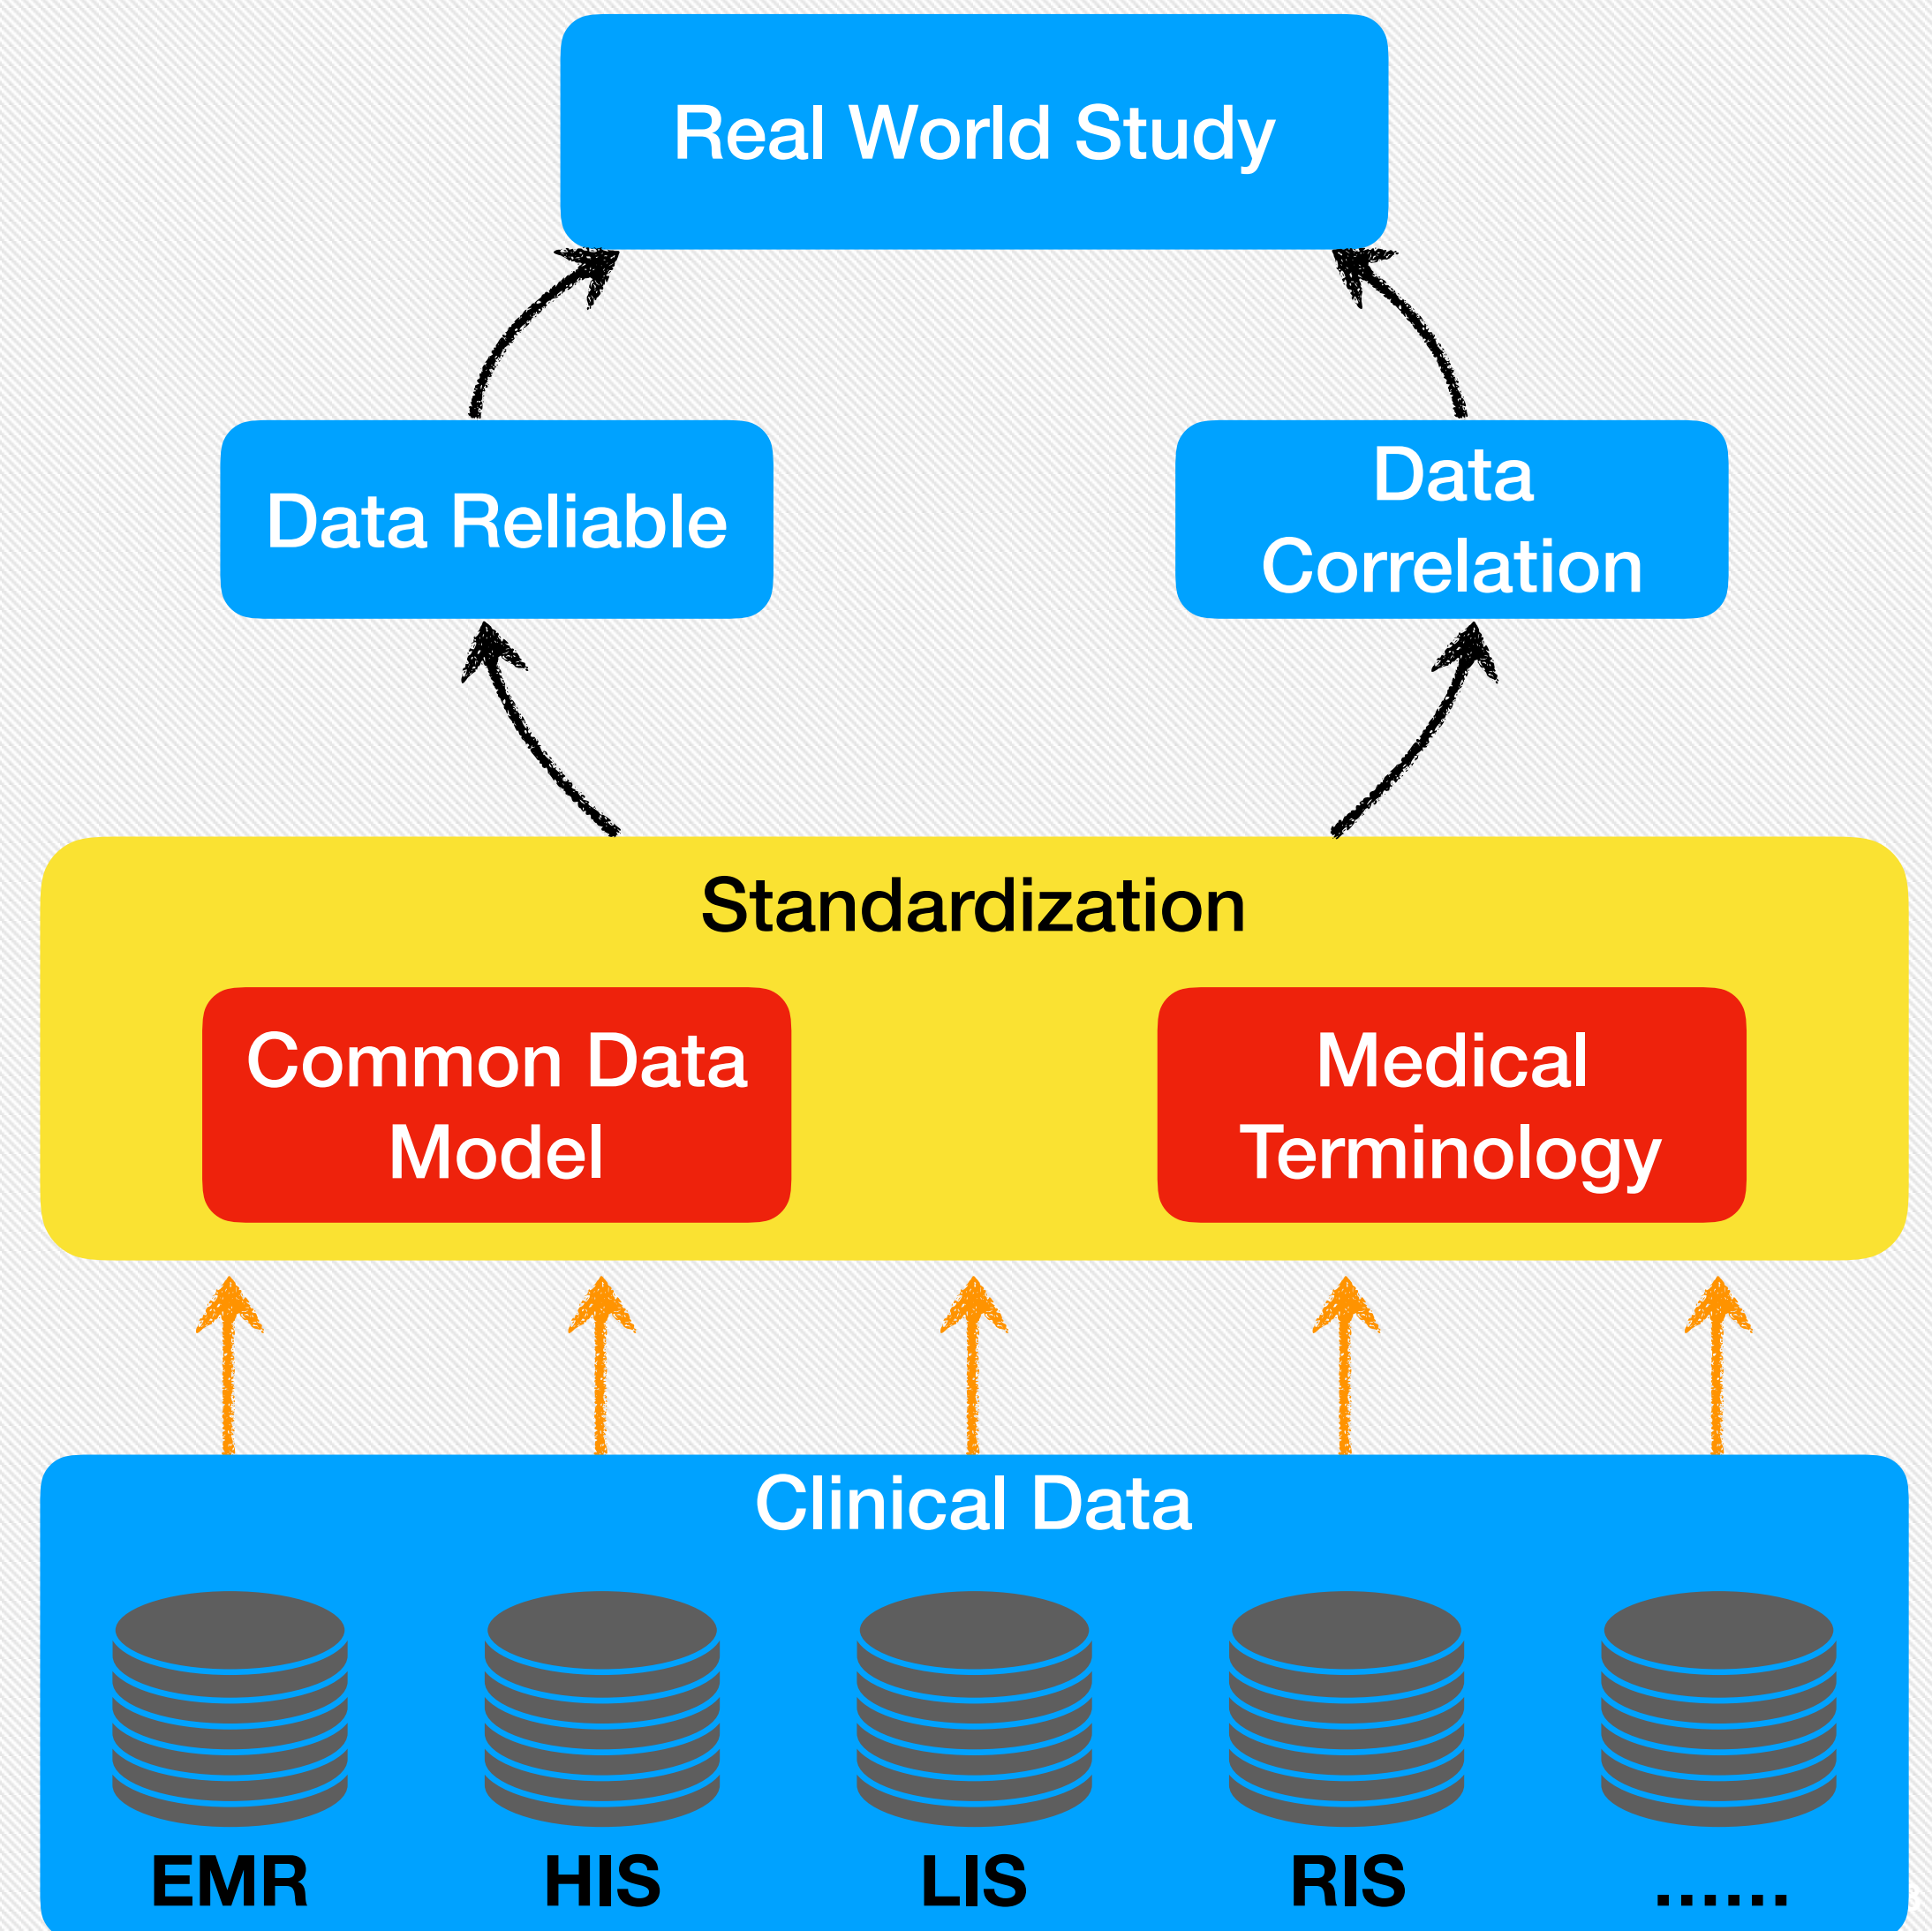 Real World Study
Data Reliable
Data
Correlation
Standardization
Common Data
Model
Medical
Terminology
Clinical Data
EMR
HIS
LIS
RIS
......